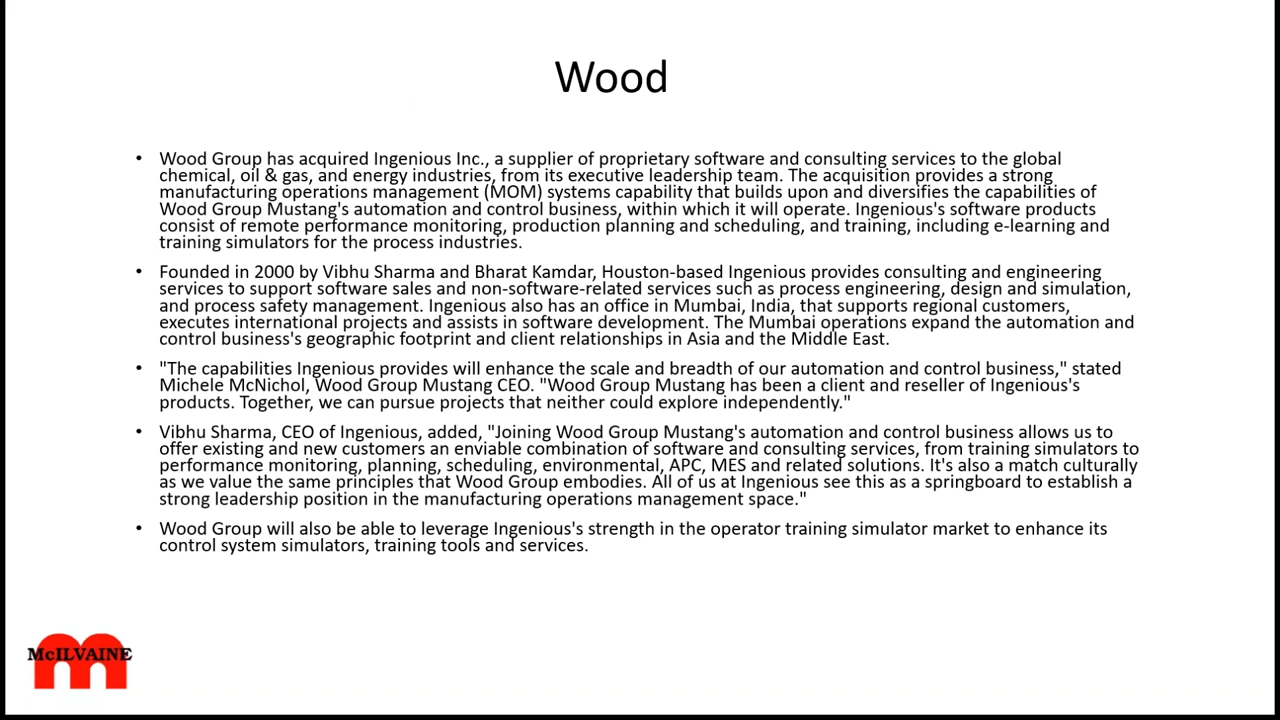 Wood
• Wood Group has acquired Ingenious Inc., a supplier of proprietary software and consulting services to the global
chemical, oil & gas, and energy industries, from its executive leadership team. The acquisition provides a strong
manufacturing operations management (MOM) systems capability that builds upon and diversifies the capabilities of
Wood Group Mustang's automation and control business, within which it will operate. Ingenious's software products
consist of remote performance monitoring, production planning and scheduling, and training, including e-learning and
training simulators for the process industries.
• Founded in 2000 by Vibhu Sharma and Bharat Kamdar, Houston-based Ingenious provides consulting and engineering
services to support software sales and non-software-related services such as process engineering, design and simulation,
and process safety management. Ingenious also has an office in Mumbai, India, that supports regional customers,
executes international projects and assists in software development. The Mumbai operations expand the automation and
control business's geographic footprint and client relationships in Asia and the Middle East.
• "The capabilities Ingenious provides will enhance the scale and breadth of our automation and control business," stated
Michele McNichol, Wood Group Mustang CEO. "Wood Group Mustang has been a client and reseller of Ingenious's
products. Together, we can pursue projects that neither could explore independently."
• Vibhu Sharma, CEO of Ingenious, added, "Joining Wood Group Mustang's automation and control business allows us to
offer existing and new customers an enviable combination of software and consulting services, from training simulators to
performance monitoring, planning, scheduling, environmental, APC, MES and related solutions. It's also a match culturally
as we value the same principles that Wood Group embodies. All of us at Ingenious see this as a springboard to establish a
strong leadership position in the manufacturing operations management space."
• Wood Group will also be able to leverage Ingenious's strength in the operator training simulator market to enhance its
control system simulators, training tools and services.
McILVAINE